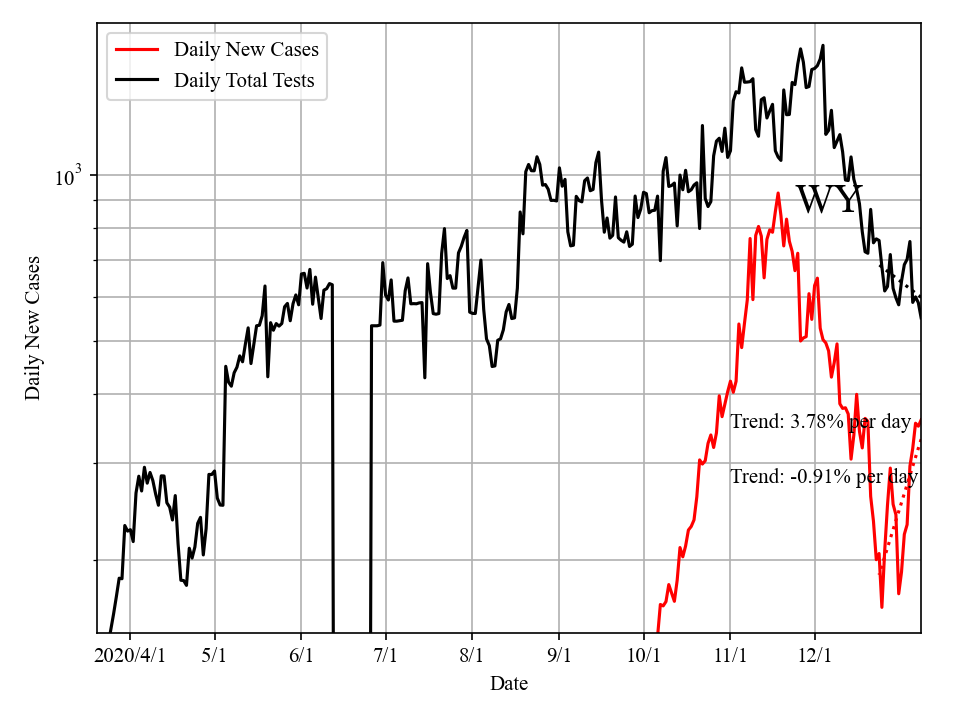 Daily New Cases
Daily Total Tests
10^3
WY
Daily New Cases
Trend: 3.78% per day
Trend: -0.91% per day
2020/4/1 5/1 6/1 7/1 8/1 9/1 10/1 11/1 12/1
Date